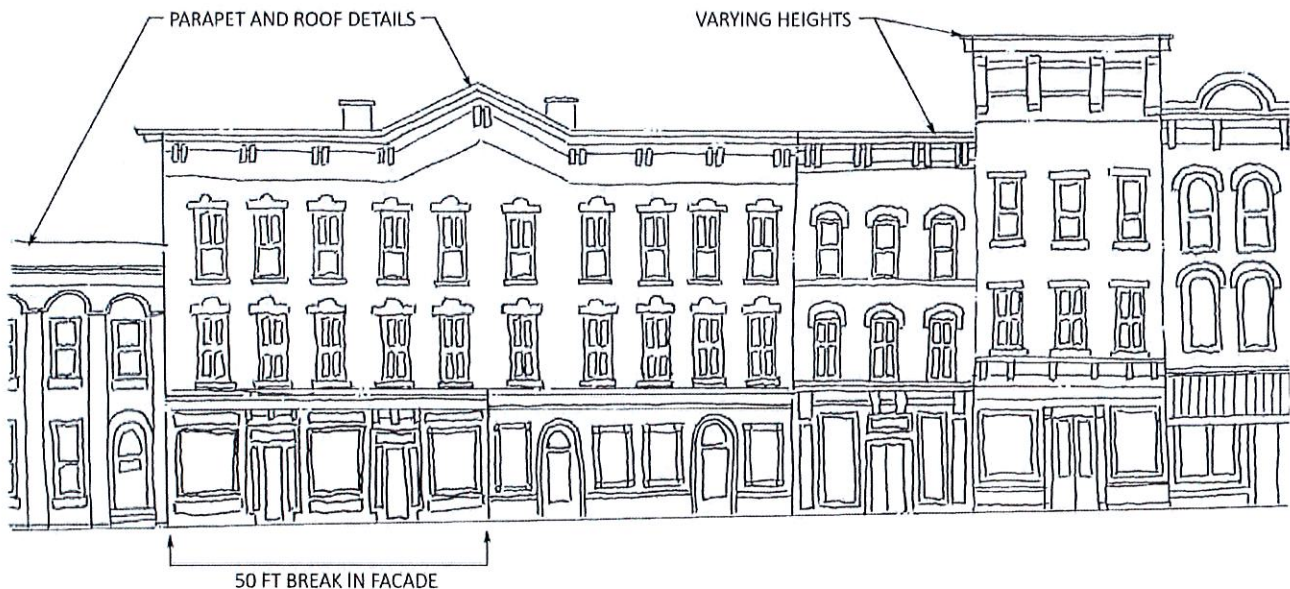 PARAPET AND ROOF DETAILS
VARYING HEIGHTS
50 FT BREAK IN FACADE